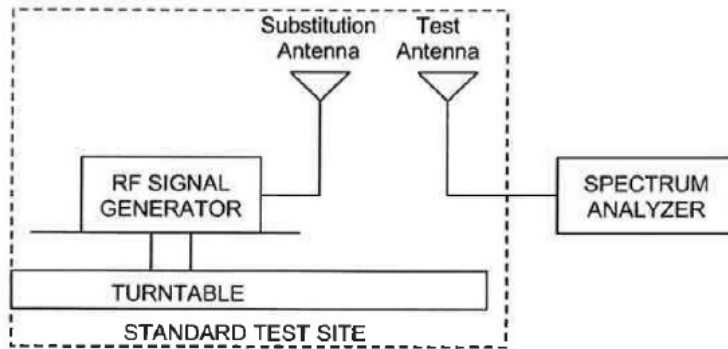 Substitution
Antenna
Test
Antenna
RF SIGNAL
GENERATOR
SPECTRUM
ANALYZER
TURNTABLE
STANDARD TEST SITE